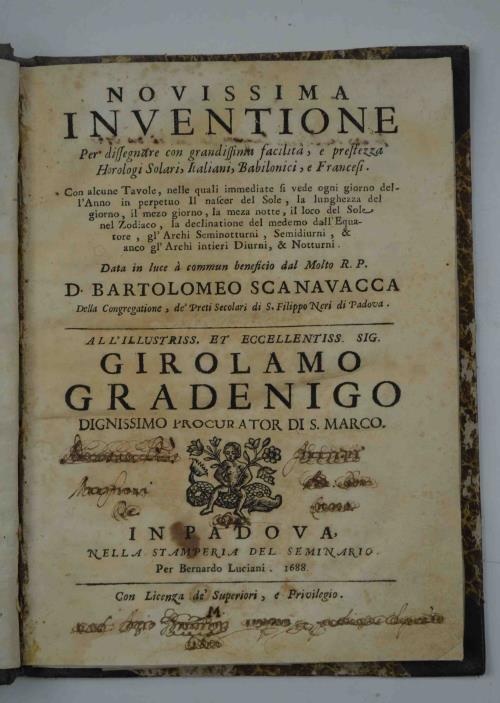 NOVISSIMA
INVENTIONE
Per dissegnare con grandissima facilità, e prestezza
Horologi Solari, Italiani, Babilonici, e Francesi.
Con alcune Tavole, nelle quali immediate si vede ogni giorno del-
l'Anno in perpetuo Il nascer del Sole, la lunghezza del
giorno, il mezo giorno, la meza notte, il loco del Sole
nel Zodiaco, la declinatione del medemo dall'Equa-
tore, gl' Archi Seminotturni, Semidiurni, &
anco gl' Archi intieri Diurni, & Notturni.
Data in luce à commun beneficio dal Molto R. P.
D. BARTOLOMEO SCANAVACCA
Della Congregatione, de' Preti Secolari di S. Filippo Neri di Padova.
ALL'ILLUSTRISS. ET ECCELLENTISS. SIG.
GIROLAMO
GRADENIGO
DIGNISSIMO PROCURATOR DI S. MARCO.
IN PADOVA,
NELLA STAMPERIA DEL SEMINARIO.
Per Bernardo Luciani. 1688.
Con Licenza de' Superiori, e Privilegio.
M